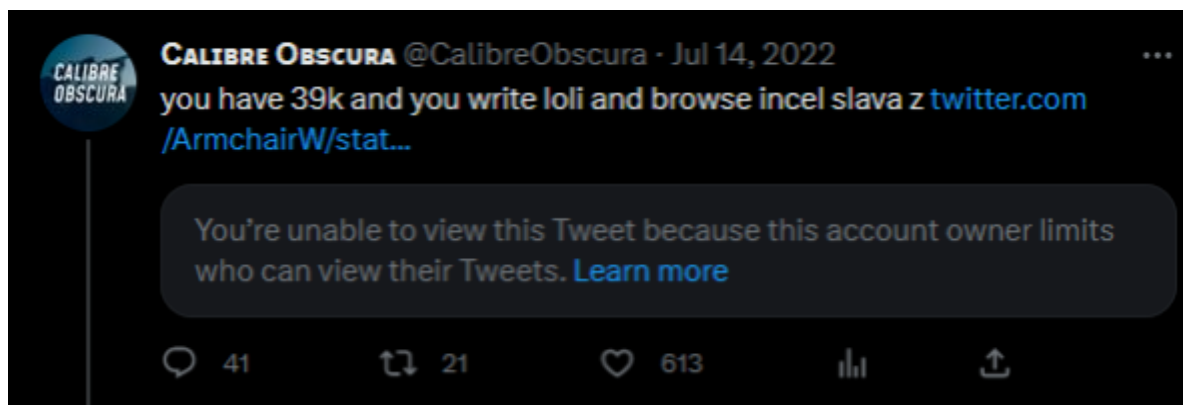 CALIBRE
OBSCURA
CALIBRE OBSCURA @CalibreObscura · Jul 14, 2022
you have 39k and you write loli and browse incel slava z twitter.com
/ArmchairW/stat...
You're unable to view this Tweet because this account owner limits
who can view their Tweets. Learn more
41 21 613